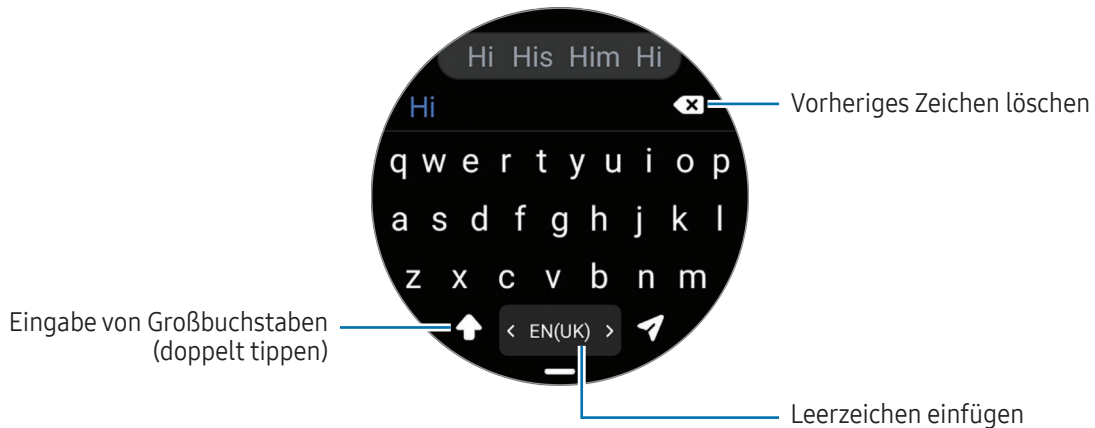 Hi His Him Hi
Hi
Vorheriges Zeichen löschen
q w e r t y u i o p
a s d f g h j k l
z x c v b n m
Eingabe von Großbuchstaben
(doppelt tippen)
< EN(UK) >
Leerzeichen einfügen